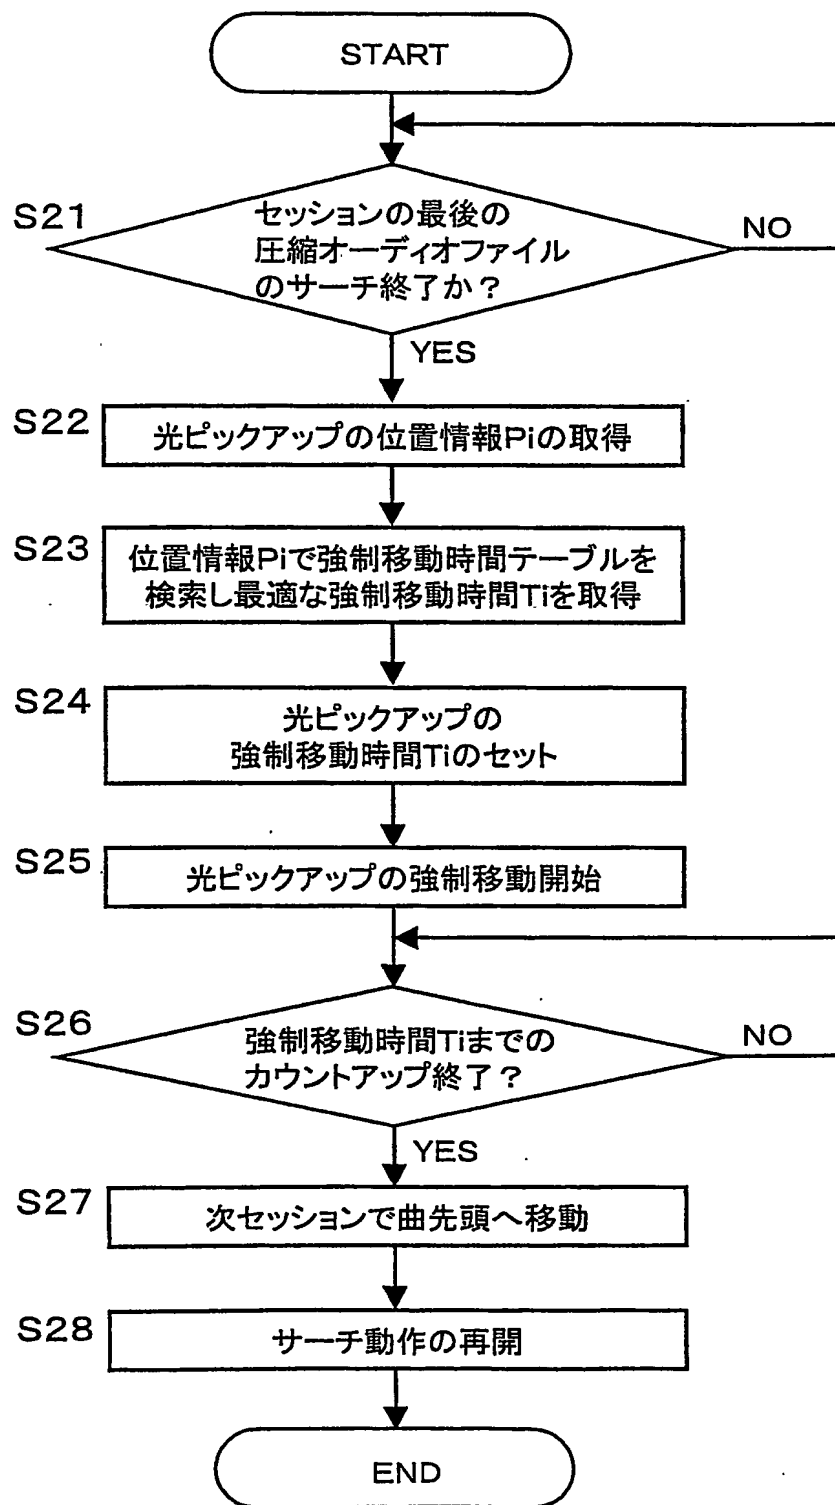 START
S21
セッションの最後の
圧縮オーディオファイル
のサーチ終了か？
NO
YES
S22
光ピックアップの位置情報Piの取得
S23
位置情報Piで強制移動時間テーブルを
検索し最適な強制移動時間Tiを取得
S24
光ピックアップの
強制移動時間Tiのセット
S25
光ピックアップの強制移動開始
S26
強制移動時間Tiまでの
カウントアップ終了？
NO
YES
S27
次セッションで曲先頭へ移動
S28
サーチ動作の再開
END